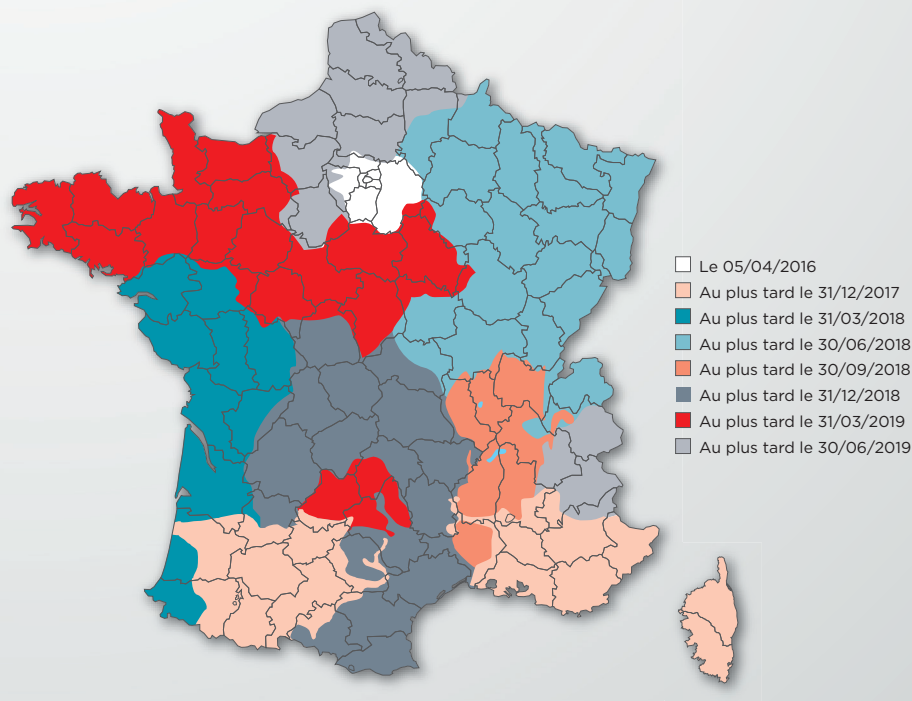 Le 05/04/2016
Au plus tard le 31/12/2017
Au plus tard le 31/03/2018
Au plus tard le 30/06/2018
Au plus tard le 30/09/2018
Au plus tard le 31/12/2018
Au plus tard le 31/03/2019
Au plus tard le 30/06/2019